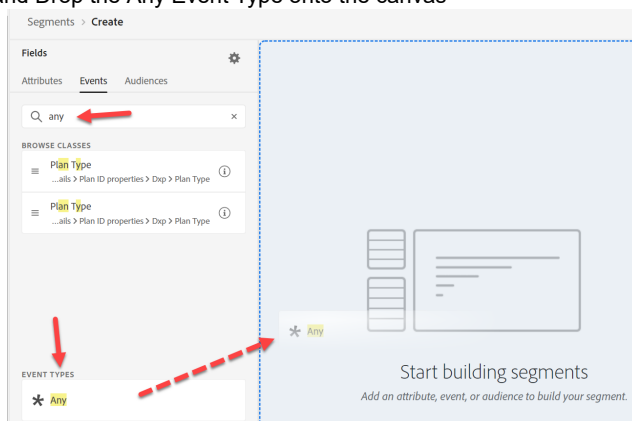 and Drop the Any Event Type onto the canvas
Segments > Create
Fields
Attributes Events Audiences
any ×
BROWSE CLASSES
Plan Type
...ails > Plan ID properties > Dxp > Plan Type
Plan Type
...ails > Plan ID properties > Dxp > Plan Type
EVENT TYPES
Any
Any
Start building segments
Add an attribute, event, or audience to build your segment.